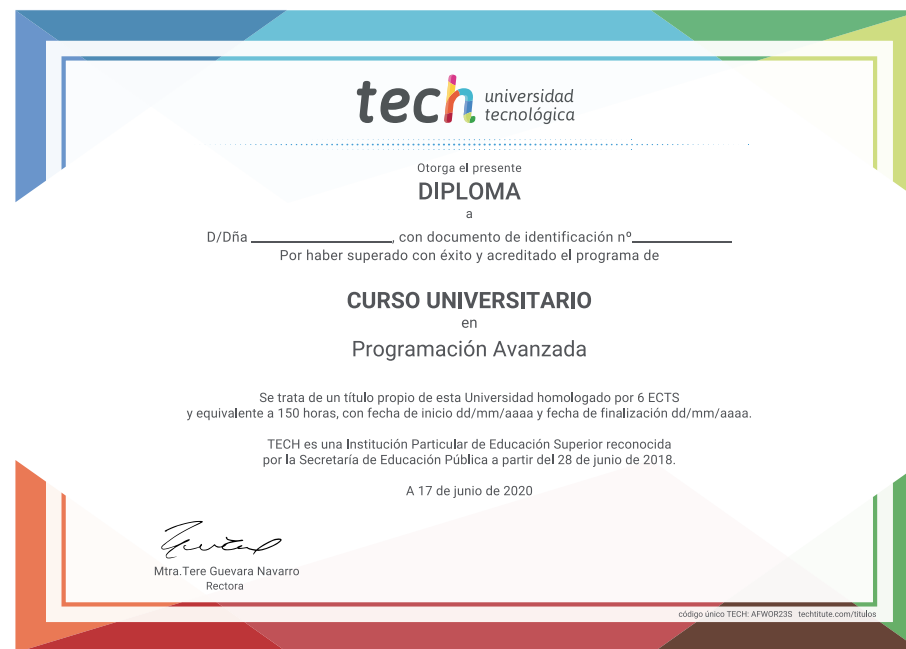 tech universidad
tecnológica
Otorga el presente
DIPLOMA
a
D/Dña ____________________, con documento de identificación nº______________
Por haber superado con éxito y acreditado el programa de
CURSO UNIVERSITARIO
en
Programación Avanzada
Se trata de un título propio de esta Universidad homologado por 6 ECTS
y equivalente a 150 horas, con fecha de inicio dd/mm/aaaa y fecha de finalización dd/mm/aaaa.
TECH es una Institución Particular de Educación Superior reconocida
por la Secretaría de Educación Pública a partir del 28 de junio de 2018.
A 17 de junio de 2020
Mtra.Tere Guevara Navarro
Rectora
código único TECH: AFWOR23S techtitute.com/titulos